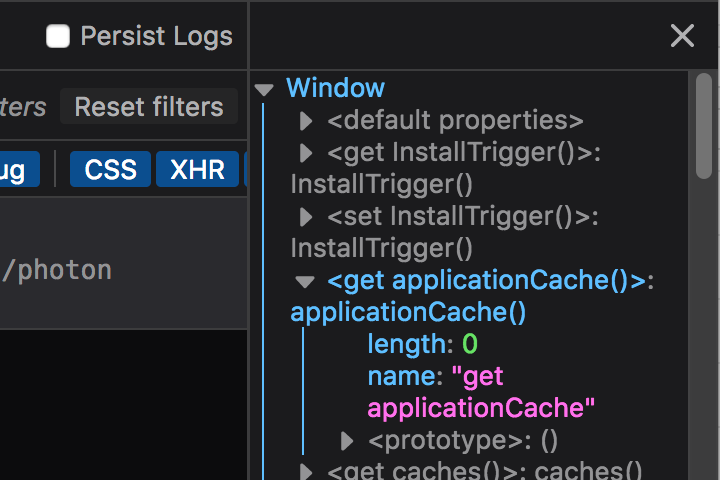 Persist Logs
ters Reset filters
ug CSS XHR
/photon
Window
<default properties>
<get InstallTrigger()>:
InstallTrigger()
<set InstallTrigger()>:
InstallTrigger()
<get applicationCache()>:
applicationCache()
length: 0
name: "get
applicationCache"
<prototype>: ()
<get caches()>: caches()